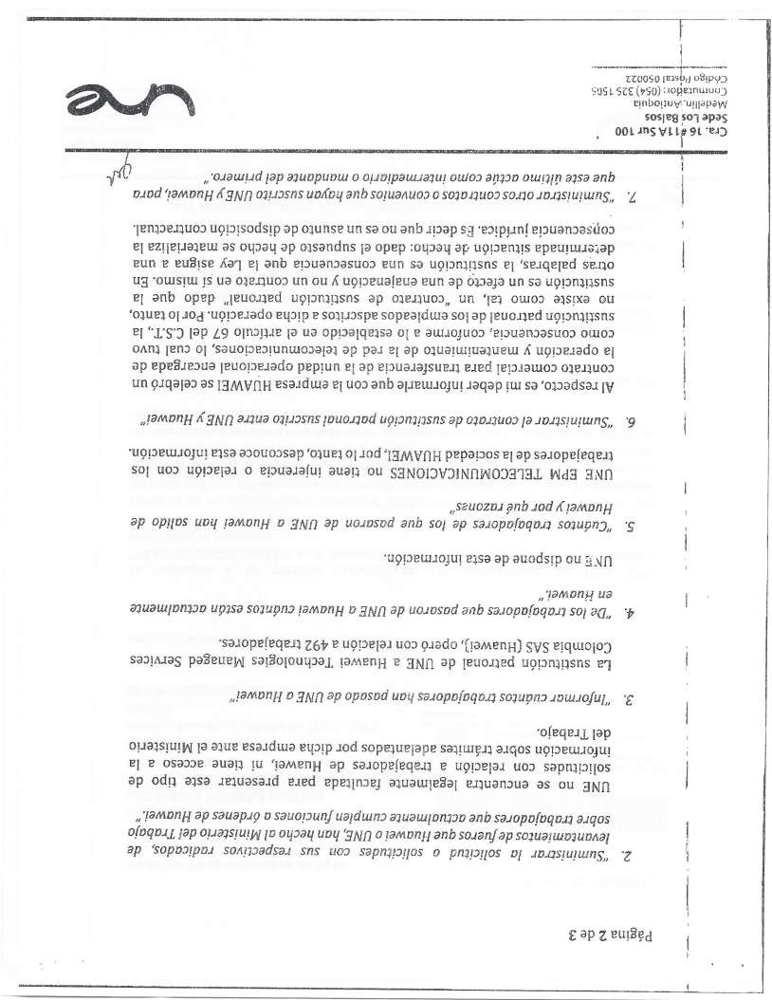 Página 2 de 3
2. "Suministrar la solicitud o solicitudes con sus respectivos radicados, de
levantamientos de fueros que Huawei o UNE, han hecho al Ministerio del Trabajo
sobre trabajadores que actualmente cumplen funciones a órdenes de Huawei."
UNE no se encuentra legalmente facultada para presentar este tipo de
solicitudes con relación a trabajadores de Huawei, ni tiene acceso a la
información sobre trámites adelantados por dicha empresa ante el Ministerio
del Trabajo.
3. "Informar cuántos trabajadores han pasado de UNE a Huawei"
La sustitución patronal de UNE a Huawei Technologies Managed Services
Colombia SAS (Huawei), operó con relación a 492 trabajadores.
4. "De los trabajadores que pasaron de UNE a Huawei cuántos están actualmente
en Huawei."
UNE no dispone de esta información.
5. "Cuántos trabajadores de los que pasaron de UNE a Huawei han salido de
Huawei y por qué razones"
UNE EPM TELECOMUNICACIONES no tiene injerencia o relación con los
trabajadores de la sociedad HUAWEI, por lo tanto, desconoce esta información.
6. "Suministrar el contrato de sustitución patronal suscrito entre UNE y Huawei"
Al respecto, es mi deber informarle que con la empresa HUAWEI se celebró un
contrato comercial para transferencia de la unidad operacional encargada de
la operación y mantenimiento de la red de telecomunicaciones, lo cual tuvo
como consecuencia, conforme a lo establecido en el artículo 67 del C.S.T., la
sustitución patronal de los empleados adscritos a dicha operación. Por lo tanto,
no existe como tal, un "contrato de sustitución patronal" dado que la
sustitución es un efecto de una enajenación y no un contrato en sí mismo. En
otras palabras, la sustitución es una consecuencia que la Ley asigna a una
determinada situación de hecho: dado el supuesto de hecho se materializa la
consecuencia jurídica. Es decir que no es un asunto de disposición contractual.
7. "Suministrar otros contratos o convenios que hayan suscrito UNE y Huawei, para
que este último actúe como intermediario o mandante del primero."
Cra. 16 #11A Sur 100
Sede Los Balsos
Medellín, Antioquia
Conmutador: (054) 325 1505
Código Postal 050022
une